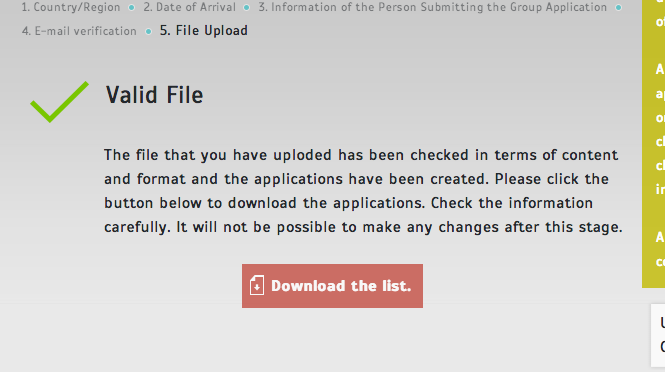 1. Country/Region 2. Date of Arrival 3. Information of the Person Submitting the Group Application
4. E-mail verification 5. File Upload
Valid File
The file that you have uploded has been checked in terms of content
and format and the applications have been created. Please click the
button below to download the applications. Check the information
carefully. It will not be possible to make any changes after this stage.
Download the list.